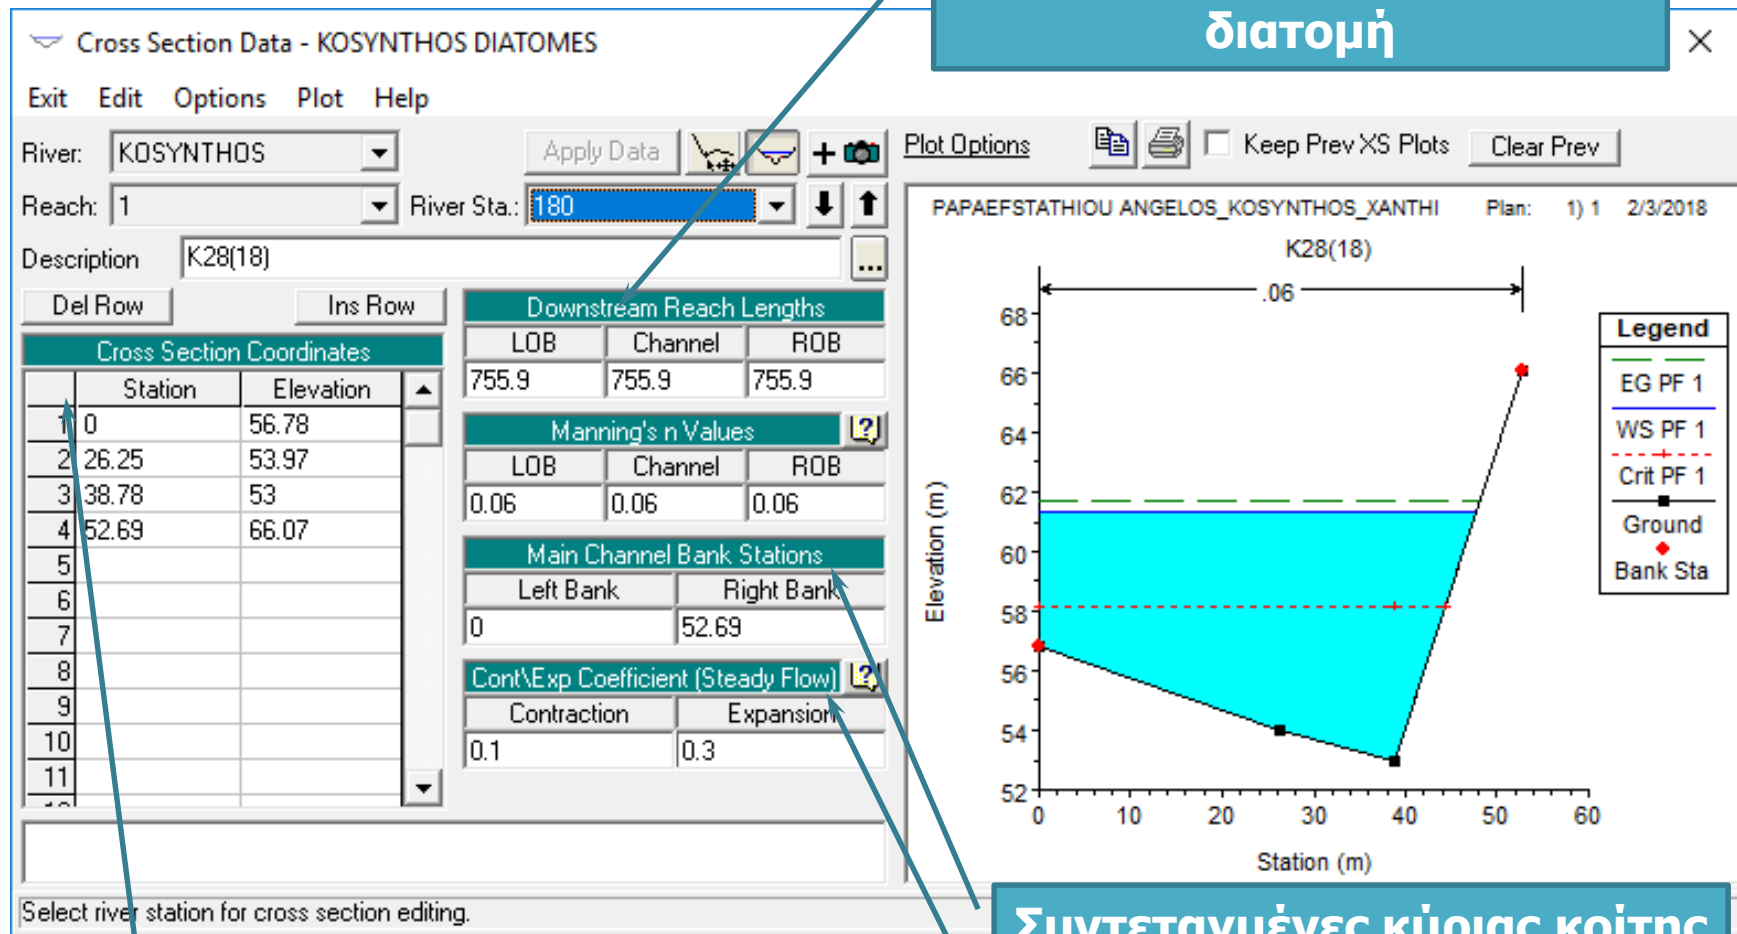 διατομή
Cross Section Data - KOSYNTHOS DIATOMES
Exit Edit Options Plot Help
River: KOSYNTHOS Apply Data
Plot Options Keep Prev XS Plots Clear Prev
Reach: 1 River Sta.: 180
Description K28(18) ...
Del Row Ins Row
Cross Section Coordinates
Station Elevation
1 0 56.78
2 26.25 53.97
3 38.78 53
4 52.69 66.07
5
6
7
8
9
10
11
Downstream Reach Lengths
LOB Channel ROB
755.9 755.9 755.9
Manning's n Values
LOB Channel ROB
0.06 0.06 0.06
Main Channel Bank Stations
Left Bank Right Bank
0 52.69
Cont\Exp Coefficient (Steady Flow)
Contraction Expansion
0.1 0.3
Select river station for cross section editing.
PAPAEFSTATHIOU ANGELOS_KOSYNTHOS_XANTHI Plan: 1) 1 2/3/2018
K28(18)
.06
68
66
64
62
60
58
56
54
52
Elevation (m)
0 10 20 30 40 50 60
Station (m)
Legend
EG PF 1
WS PF 1
Crit PF 1
Ground
Bank Sta
Συντεταγμένες κύριας κοίτης